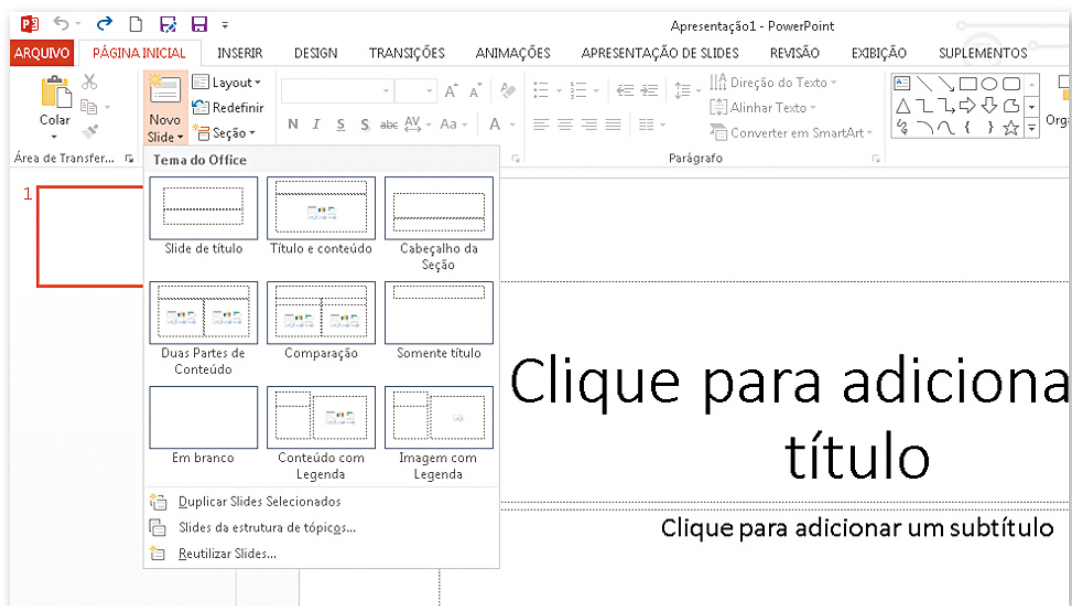 Apresentação1 - PowerPoint
ARQUIVO PÁGINA INICIAL INSERIR DESIGN TRANSIÇÕES ANIMAÇÕES APRESENTAÇÃO DE SLIDES REVISÃO EXIBIÇÃO SUPLEMENTOS
Colar
Novo
Slide
Layout
Redefinir
Seção
N I S S abc AV Aa A
Direção do Texto
Alinhar Texto
Converter em SmartArt
Área de Transfer...
Parágrafo
Tema do Office
Slide de título
Título e conteúdo
Cabeçalho da
Seção
Duas Partes de
Conteúdo
Comparação
Somente título
Em branco
Conteúdo com
Legenda
Imagem com
Legenda
Duplicar Slides Selecionados
Slides da estrutura de tópicos...
Reutilizar Slides...
1
Clique para adiciona
título
Clique para adicionar um subtítulo